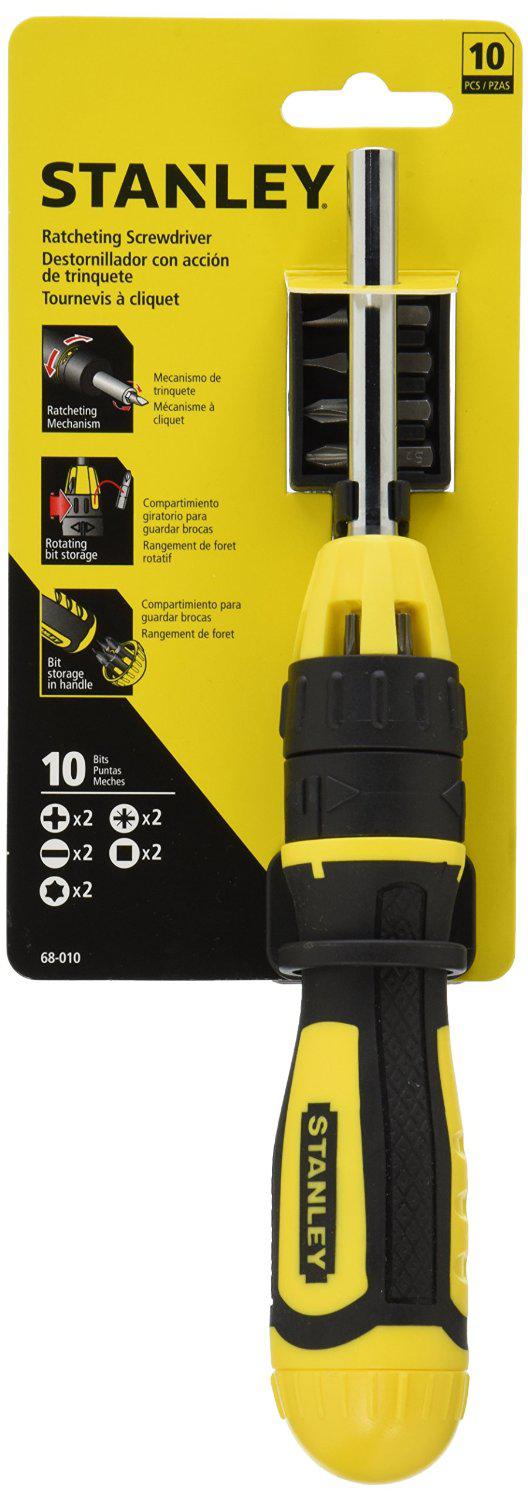 10
PCS / PZAS
STANLEY®
Ratcheting Screwdriver
Destornillador con acción
de trinquete
Tournevis à cliquet
Ratcheting
Mechanism
Mecanismo de
trinquete
Mécanisme à
cliquet
Rotating
bit storage
Compartimiento
giratorio para
guardar brocas
Rangement de foret
rotatif
Bit
storage
in handle
Compartimiento para
guardar brocas
Rangement de foret
10
Bits
Puntas
Meches
x2
x2
x2
x2
x2
68-010
STANLEY